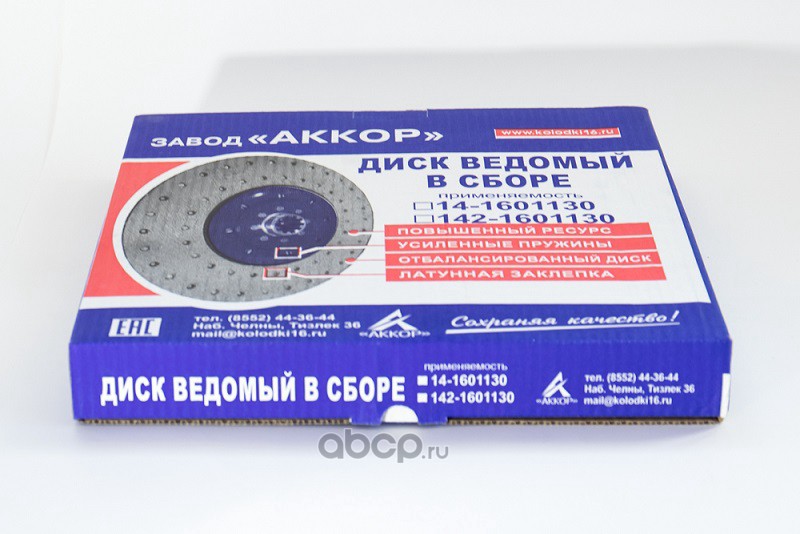 ЗАВОД «АККОР»
www.kolodki16.ru
ДИСК ВЕДОМЫЙ
В СБОРЕ
применяемость
14-1601130
142-1601130
ПОВЫШЕННЫЙ РЕСУРС
УСИЛЕННЫЕ ПРУЖИНЫ
ОТБАЛАНСИРОВАННЫЙ ДИСК
ЛАТУННАЯ ЗАКЛЕПКА
EAC
тел. (8552) 44-36-44
Наб. Челны, Тизлек 36
mail@kolodki16.ru
«АККОР»
Сохраняя качество!
ДИСК ВЕДОМЫЙ В СБОРЕ
применяемость
14-1601130
142-1601130
«АККОР»
тел. (8552) 44-36-44
Наб. Челны, Тизлек 36
mail@kolodki16.ru
abcp.ru